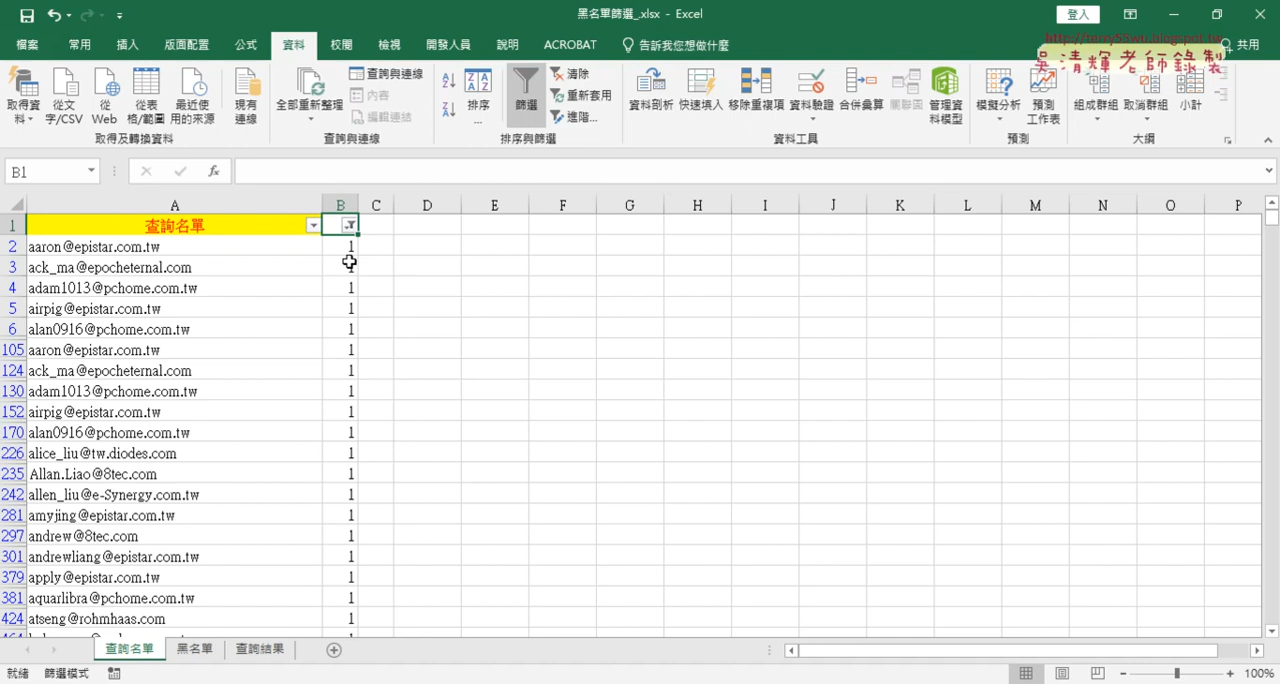 黑名單篩選_.xlsx - Excel
登入
檔案 常用 插入 版面配置 公式 資料 校閱 檢視 開發人員 說明 ACROBAT 告訴我您想做什麼 共用
http://terry55wu.blogspot.tw
吳清輝老師錄製
取得資料 從文字/CSV 從 Web 從表格/範圍 最近使用的來源 現有連線
取得及轉換資料
全部重新整理 查詢與連線 內容 編輯連結
查詢與連線
排序... 篩選 清除 重新套用 進階...
排序與篩選
資料剖析 快速填入 移除重複項 資料驗證 合併彙算 關聯圖 管理資料模型
資料工具
模擬分析 預測工作表
預測
組成群組 取消群組 小計
大綱
B1 fx
A B C D E F G H I J K L M N O P
1 查詢名單
2 aaron@epistar.com.tw 1
3 ack_ma@epocheternal.com
4 adam1013@pchome.com.tw 1
5 airpig@epistar.com.tw 1
6 alan0916@pchome.com.tw 1
105 aaron@epistar.com.tw 1
124 ack_ma@epocheternal.com 1
130 adam1013@pchome.com.tw 1
152 airpig@epistar.com.tw 1
170 alan0916@pchome.com.tw 1
226 alice_liu@tw.diodes.com 1
235 Allan.Liao@8tec.com 1
242 allen_liu@e-Synergy.com.tw 1
281 amyjing@epistar.com.tw 1
297 andrew@8tec.com 1
301 andrewliang@epistar.com.tw 1
379 apply@epistar.com.tw 1
381 aquarlibra@pchome.com.tw 1
424 atseng@rohmhaas.com 1
查詢名單 黑名單 查詢結果
就緒 篩選模式 100%